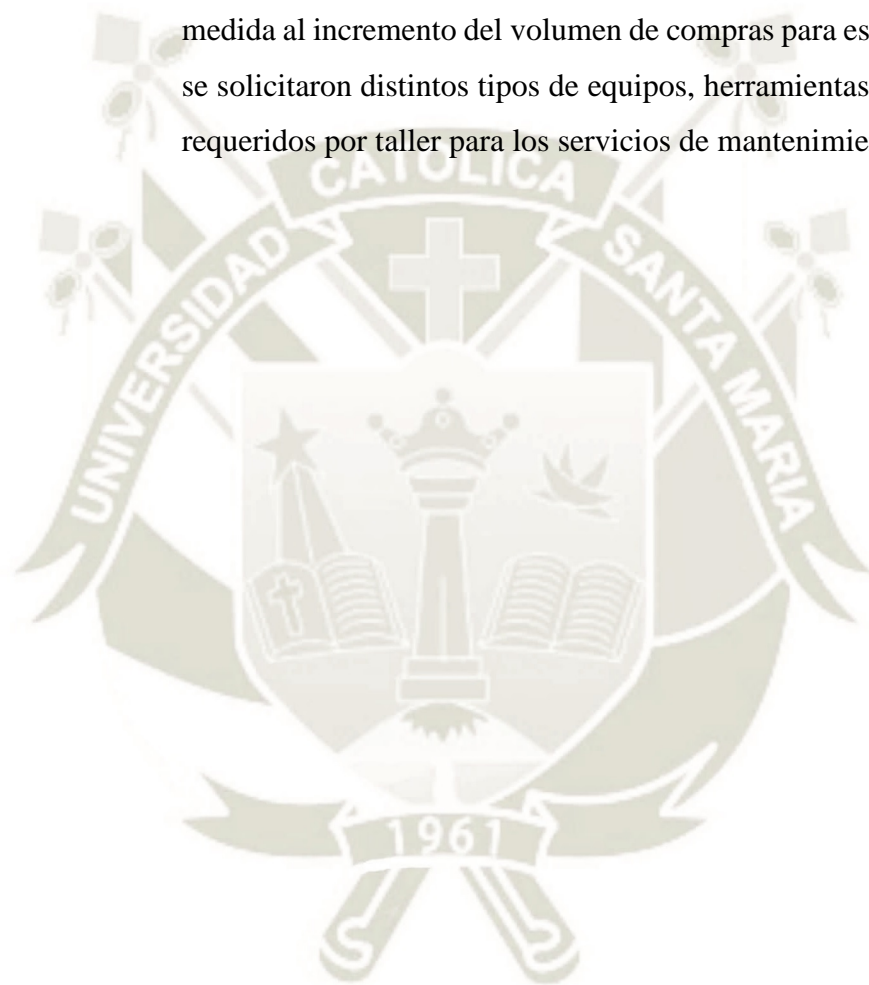 medida al incremento del volumen de compras para es
se solicitaron distintos tipos de equipos, herramientas
requeridos por taller para los servicios de mantenimie
CATOLICA
UNIVERSIDAD
SANTA MARIA
1961